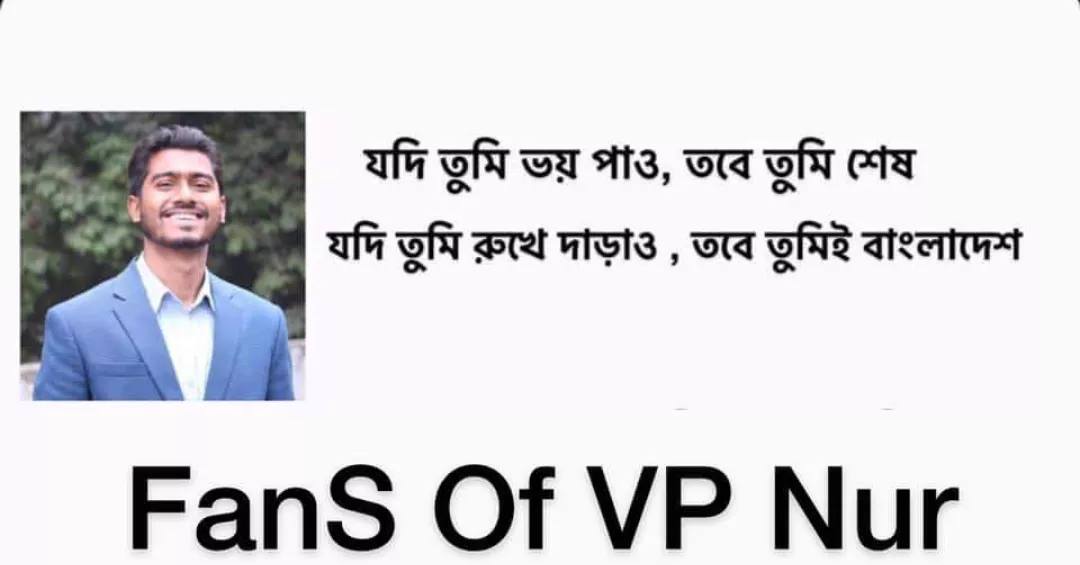 যদি তুমি ভয় পাও, তবে তুমি শেষ
যদি তুমি রুখে দাড়াও , তবে তুমিই বাংলাদেশ
FanS Of VP Nur